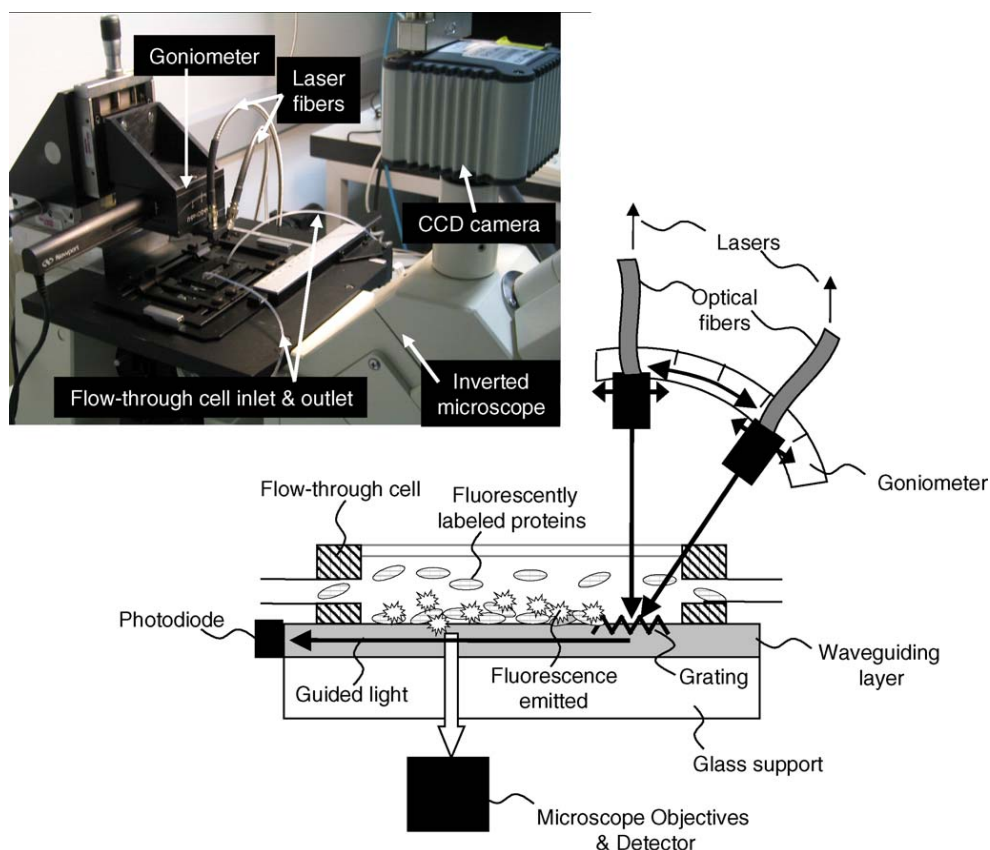 Goniometer
Laser
fibers
CCD camera
Newport
Flow-through cell inlet & outlet
Inverted
microscope
Lasers
Optical
fibers
Goniometer
Flow-through cell
Fluorescently
labeled proteins
Photodiode
Guided light
Fluorescence
emitted
Grating
Waveguiding
layer
Glass support
Microscope Objectives
& Detector